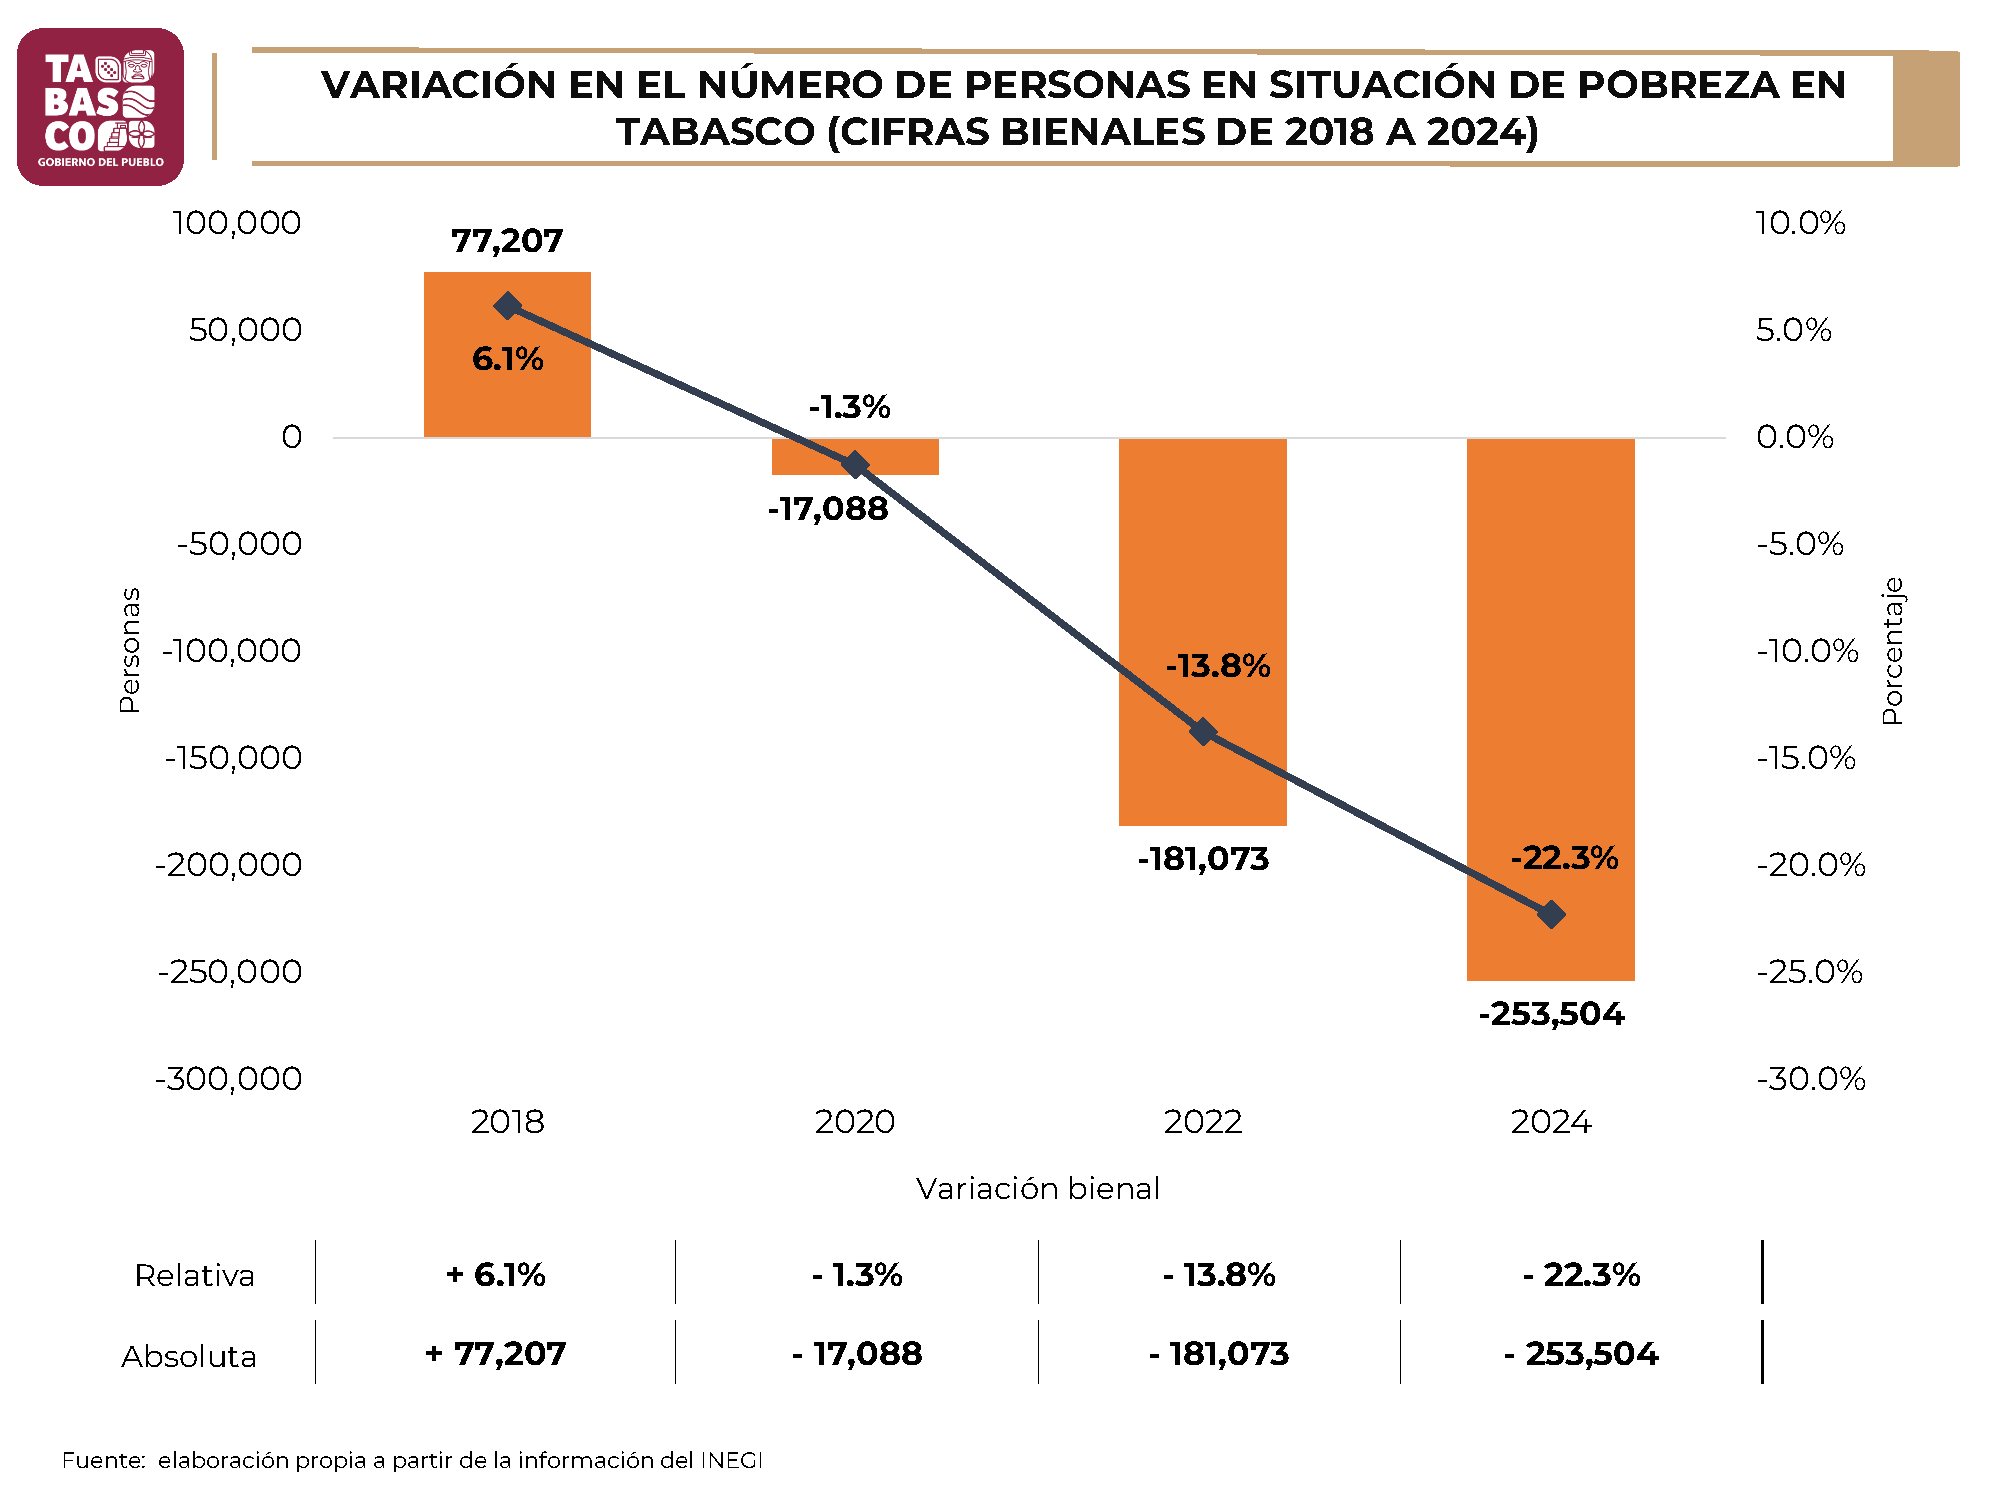 TA
BAS
CO
GOBIERNO DEL PUEBLO
VARIACIÓN EN EL NÚMERO DE PERSONAS EN SITUACIÓN DE POBREZA EN
TABASCO (CIFRAS BIENALES DE 2018 A 2024)
100,000
50,000
0
-50,000
-100,000
-150,000
-200,000
-250,000
-300,000
Personas
77,207
6.1%
-1.3%
-17,088
-13.8%
-181,073
-22.3%
-253,504
10.0%
5.0%
0.0%
-5.0%
-10.0%
-15.0%
-20.0%
-25.0%
-30.0%
Porcentaje
2018 2020 2022 2024
Variación bienal
Relativa + 6.1% - 1.3% - 13.8% - 22.3%
Absoluta + 77,207 - 17,088 - 181,073 - 253,504
Fuente: elaboración propia a partir de la información del INEGI